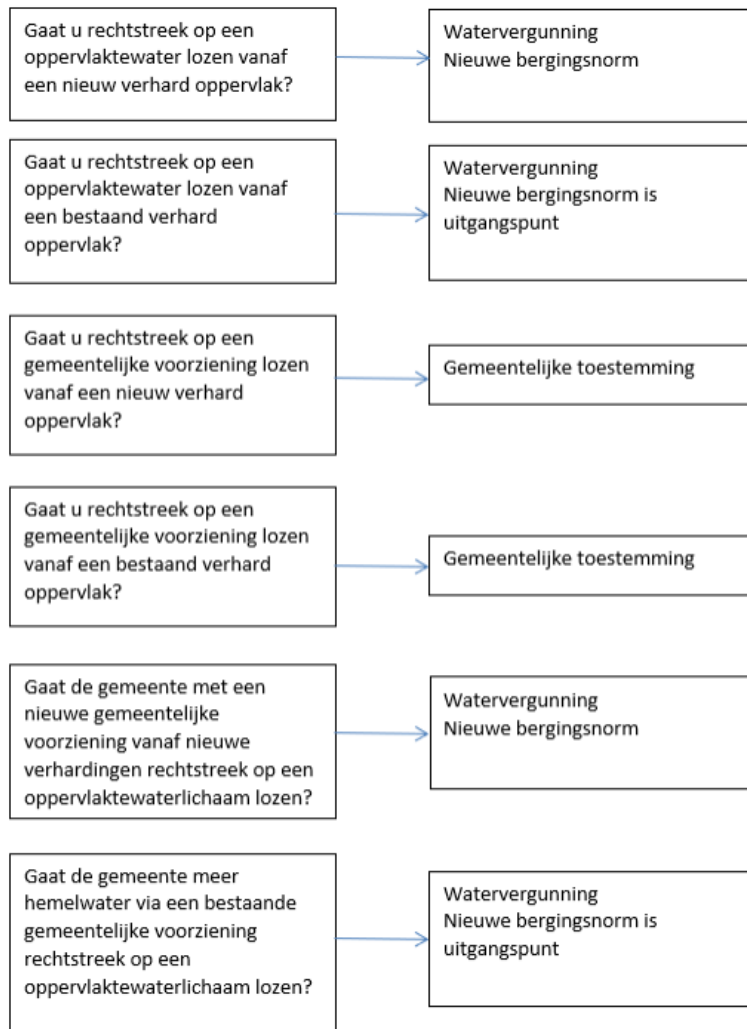 Gaat u rechtstreek op een
oppervlaktewater lozen vanaf
een nieuw verhard oppervlak?
Watervergunning
Nieuwe bergingsnorm
Gaat u rechtstreek op een
oppervlaktewater lozen vanaf
een bestaand verhard
oppervlak?
Watervergunning
Nieuwe bergingsnorm is
uitgangspunt
Gaat u rechtstreek op een
gemeentelijke voorziening lozen
vanaf een nieuw verhard
oppervlak?
Gemeentelijke toestemming
Gaat u rechtstreek op een
gemeentelijke voorziening lozen
vanaf een bestaand verhard
oppervlak?
Gemeentelijke toestemming
Gaat de gemeente met een
nieuwe gemeentelijke
voorziening vanaf nieuwe
verhardingen rechtstreek op een
oppervlaktewaterlichaam lozen?
Watervergunning
Nieuwe bergingsnorm
Gaat de gemeente meer
hemelwater via een bestaande
gemeentelijke voorziening
rechtstreek op een
oppervlaktewaterlichaam lozen?
Watervergunning
Nieuwe bergingsnorm is
uitgangspunt